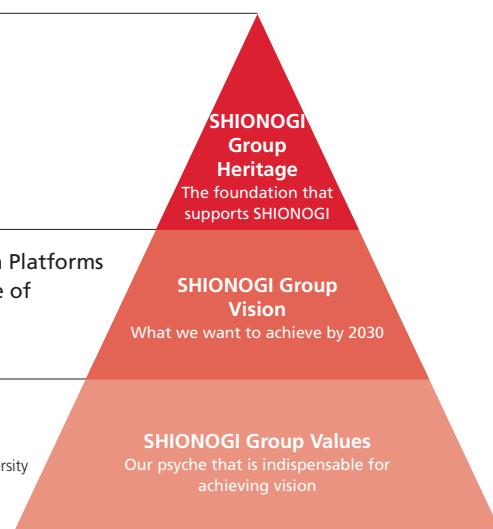 SHIONOGI
Group
Heritage
The foundation that
supports SHIONOGI
Platforms
of
SHIONOGI Group
Vision
What we want to achieve by 2030
SHIONOGI Group Values
Our psyche that is indispensable for
achieving vision